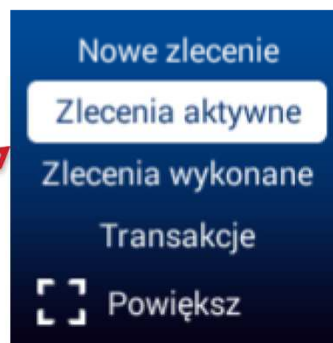 Nowe zlecenie
Zlecenia aktywne
Zlecenia wykonane
Transakcje
Powiększ